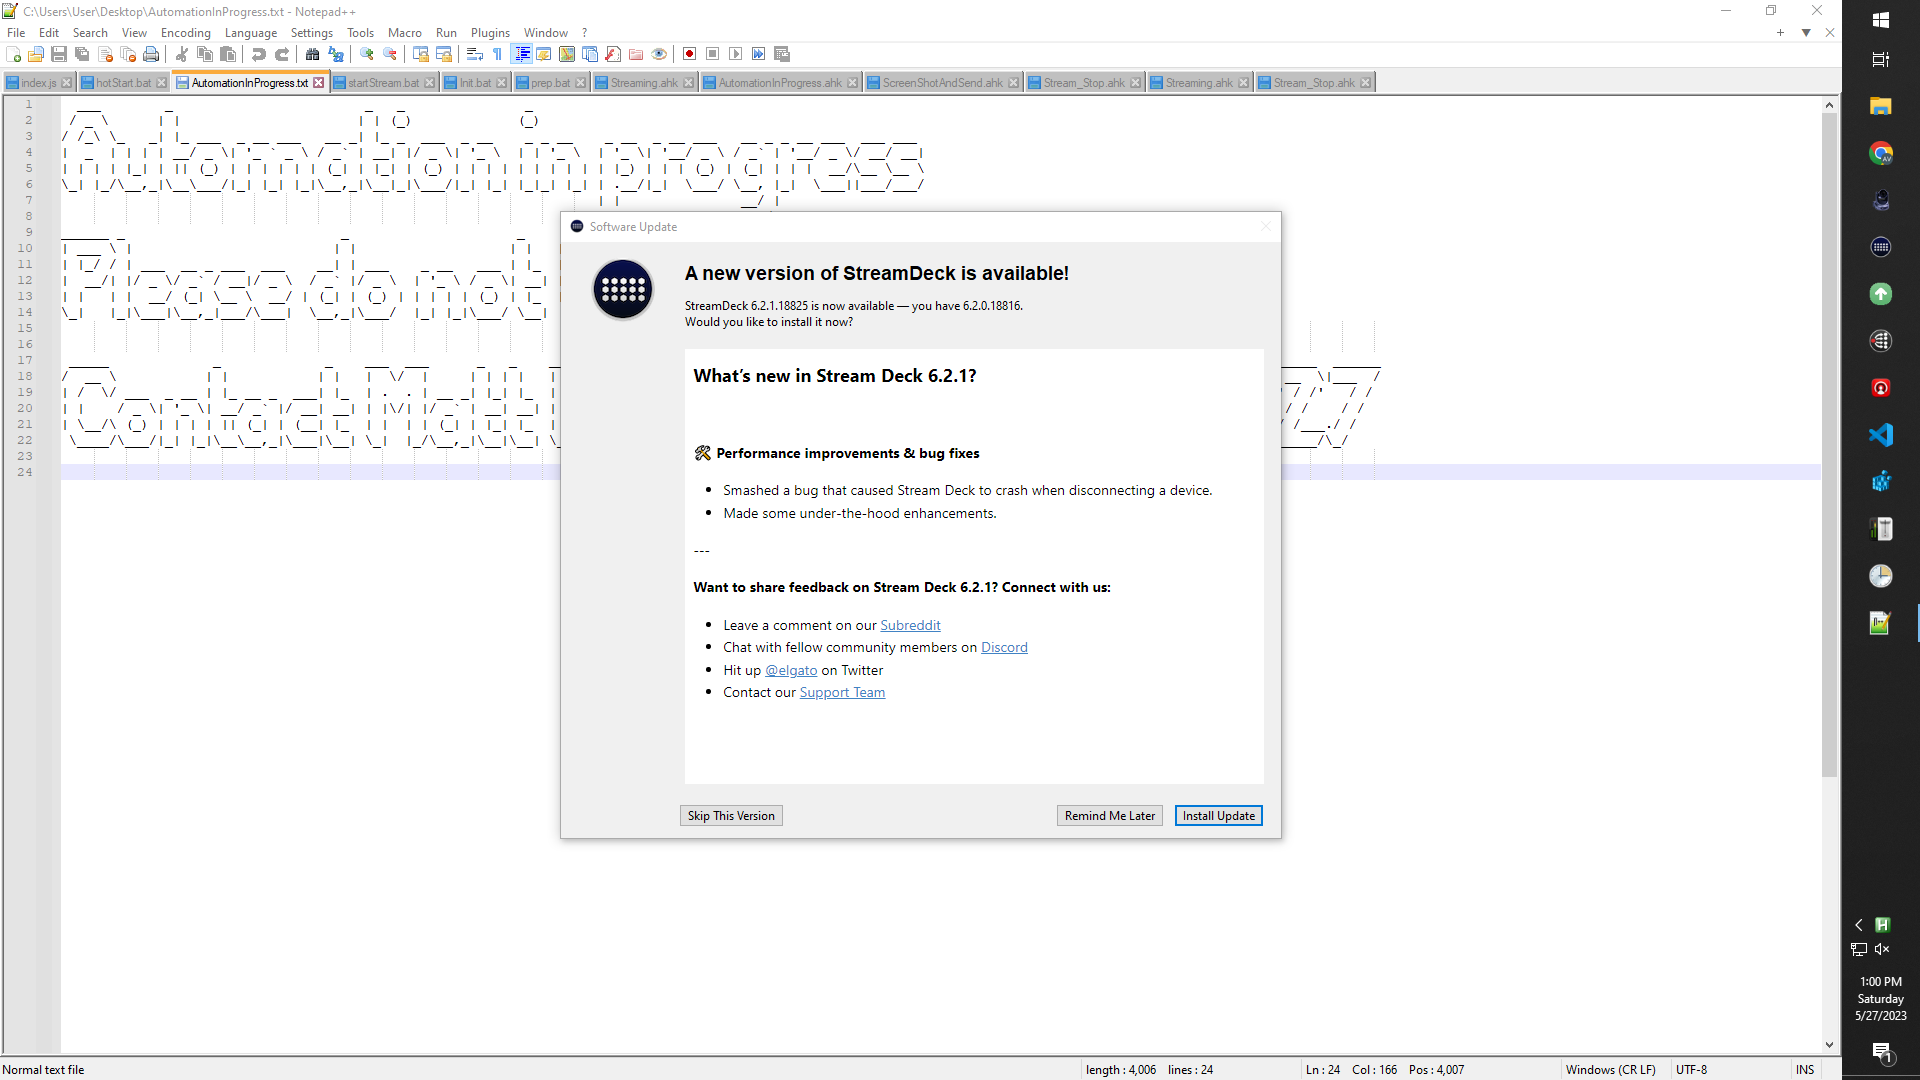 C:\Users\User\Desktop\AutomationInProgress.txt - Notepad++
File Edit Search View Encoding Language Settings Tools Macro Run Plugins Window ?
index.js hotStart.bat AutomationInProgress.txt startStream.bat Init.bat prep.bat Streaming.ahk AutomationInProgress.ahk ScreenShotAndSend.ahk Stream_Stop.ahk Streaming.ahk Stream_Stop.ahk
1
2
3
4
5
6
7
8
9
10
11
12
13
14
15
16
17
18
19
20
21
22
23
24
Automation in progress
Please do not
Contact Matt
Software Update
A new version of StreamDeck is available!
StreamDeck 6.2.1.18825 is now available — you have 6.2.0.18816.
Would you like to install it now?
What's new in Stream Deck 6.2.1?
🛠 Performance improvements & bug fixes
• Smashed a bug that caused Stream Deck to crash when disconnecting a device.
• Made some under-the-hood enhancements.
---
Want to share feedback on Stream Deck 6.2.1? Connect with us:
• Leave a comment on our Subreddit
• Chat with fellow community members on Discord
• Hit up @elgato on Twitter
• Contact our Support Team
Skip This Version Remind Me Later Install Update
1:00 PM
Saturday
5/27/2023
1
Normal text file length : 4,006 lines : 24 Ln : 24 Col : 166 Pos : 4,007 Windows (CR LF) UTF-8 INS